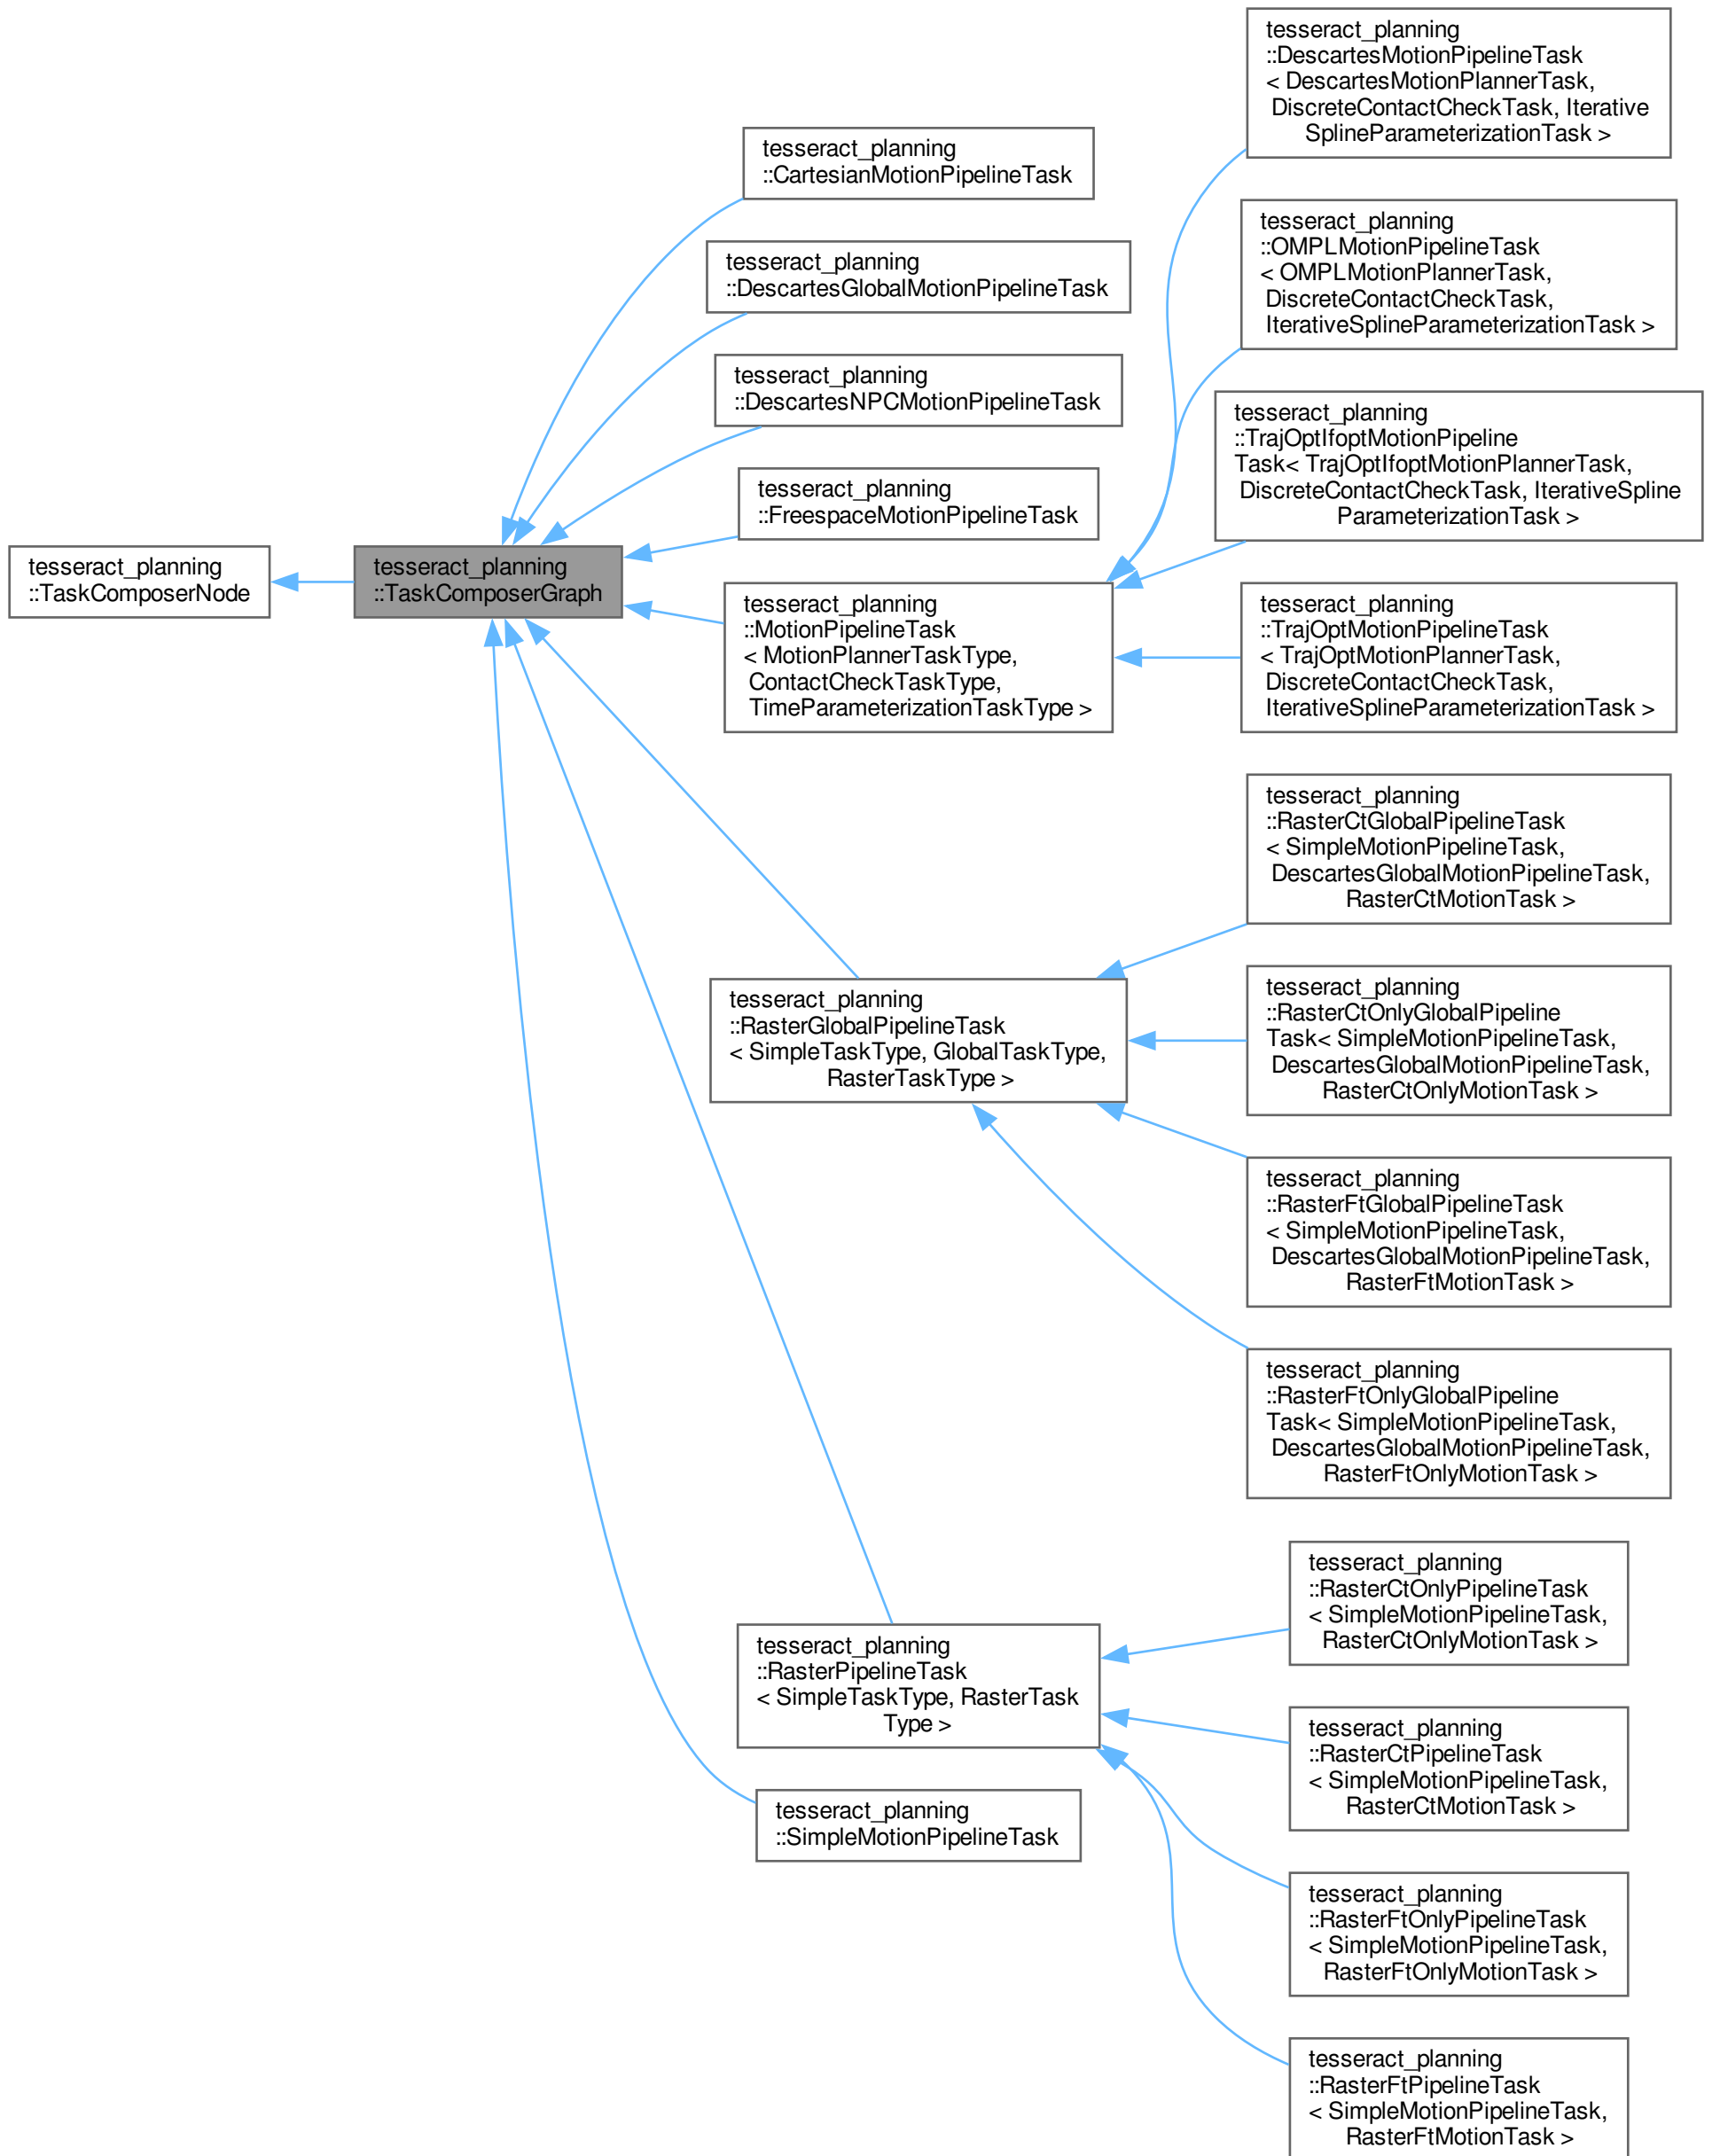 tesseract_planning
::TaskComposerNode
tesseract_planning
::TaskComposerGraph
tesseract_planning
::CartesianMotionPipelineTask
tesseract_planning
::DescartesGlobalMotionPipelineTask
tesseract_planning
::DescartesNPCMotionPipelineTask
tesseract_planning
::FreespaceMotionPipelineTask
tesseract_planning
::MotionPipelineTask
< MotionPlannerTaskType,
ContactCheckTaskType,
TimeParameterizationTaskType >
tesseract_planning
::RasterGlobalPipelineTask
< SimpleTaskType, GlobalTaskType,
RasterTaskType >
tesseract_planning
::RasterPipelineTask
< SimpleTaskType, RasterTask
Type >
tesseract_planning
::SimpleMotionPipelineTask
tesseract_planning
::DescartesMotionPipelineTask
< DescartesMotionPlannerTask,
DiscreteContactCheckTask, Iterative
SplineParameterizationTask >
tesseract_planning
::OMPLMotionPipelineTask
< OMPLMotionPlannerTask,
DiscreteContactCheckTask,
IterativeSplineParameterizationTask >
tesseract_planning
::TrajOptIfoptMotionPipeline
Task< TrajOptIfoptMotionPlannerTask,
DiscreteContactCheckTask, IterativeSpline
ParameterizationTask >
tesseract_planning
::TrajOptMotionPipelineTask
< TrajOptMotionPlannerTask,
DiscreteContactCheckTask,
IterativeSplineParameterizationTask >
tesseract_planning
::RasterCtGlobalPipelineTask
< SimpleMotionPipelineTask,
DescartesGlobalMotionPipelineTask,
RasterCtMotionTask >
tesseract_planning
::RasterCtOnlyGlobalPipeline
Task< SimpleMotionPipelineTask,
DescartesGlobalMotionPipelineTask,
RasterCtOnlyMotionTask >
tesseract_planning
::RasterFtGlobalPipelineTask
< SimpleMotionPipelineTask,
DescartesGlobalMotionPipelineTask,
RasterFtMotionTask >
tesseract_planning
::RasterFtOnlyGlobalPipeline
Task< SimpleMotionPipelineTask,
DescartesGlobalMotionPipelineTask,
RasterFtOnlyMotionTask >
tesseract_planning
::RasterCtOnlyPipelineTask
< SimpleMotionPipelineTask,
RasterCtOnlyMotionTask >
tesseract_planning
::RasterCtPipelineTask
< SimpleMotionPipelineTask,
RasterCtMotionTask >
tesseract_planning
::RasterFtOnlyPipelineTask
< SimpleMotionPipelineTask,
RasterFtOnlyMotionTask >
tesseract_planning
::RasterFtPipelineTask
< SimpleMotionPipelineTask,
RasterFtMotionTask >